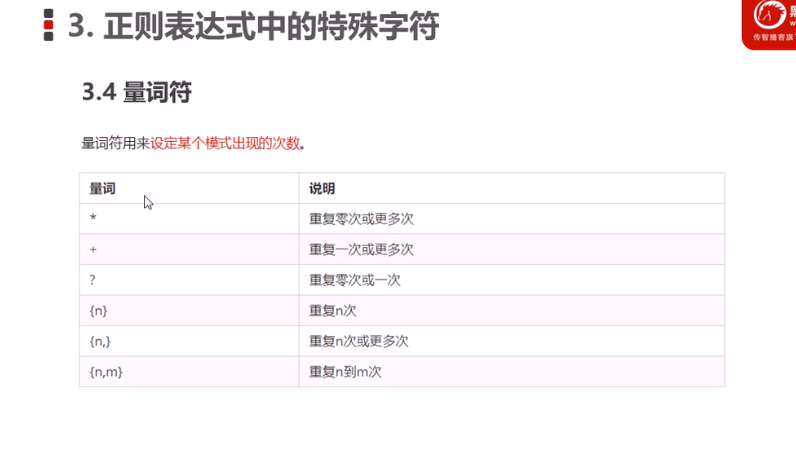 3. 正则表达式中的特殊字符
传智播客旗下
3.4 量词符
量词符用来设定某个模式出现的次数。
量词 说明
* 重复零次或更多次
+ 重复一次或更多次
? 重复零次或一次
{n} 重复n次
{n,} 重复n次或更多次
{n,m} 重复n到m次